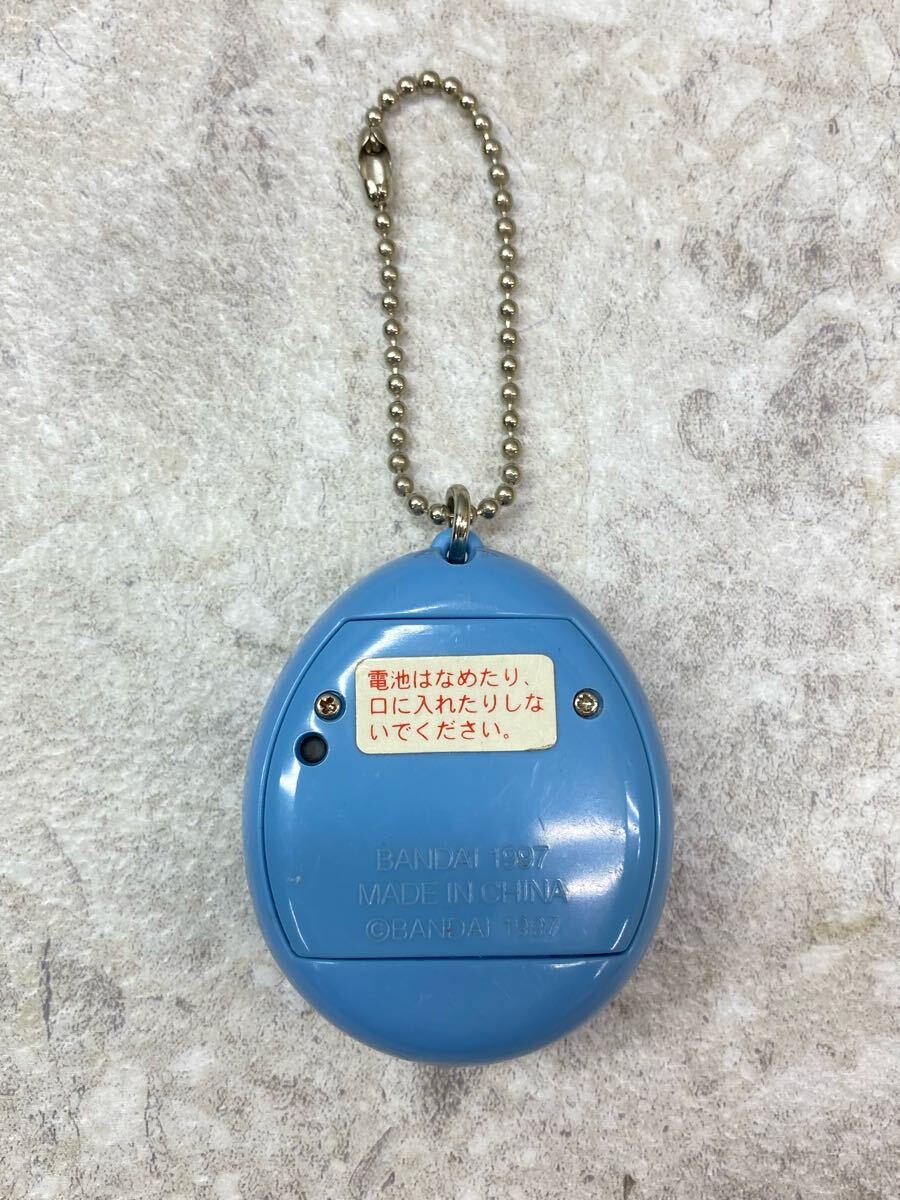 電池はなめたり、
口に入れたりしな
いでください。
BANDAI 1997
MADE IN CHINA
©BANDAI 1997